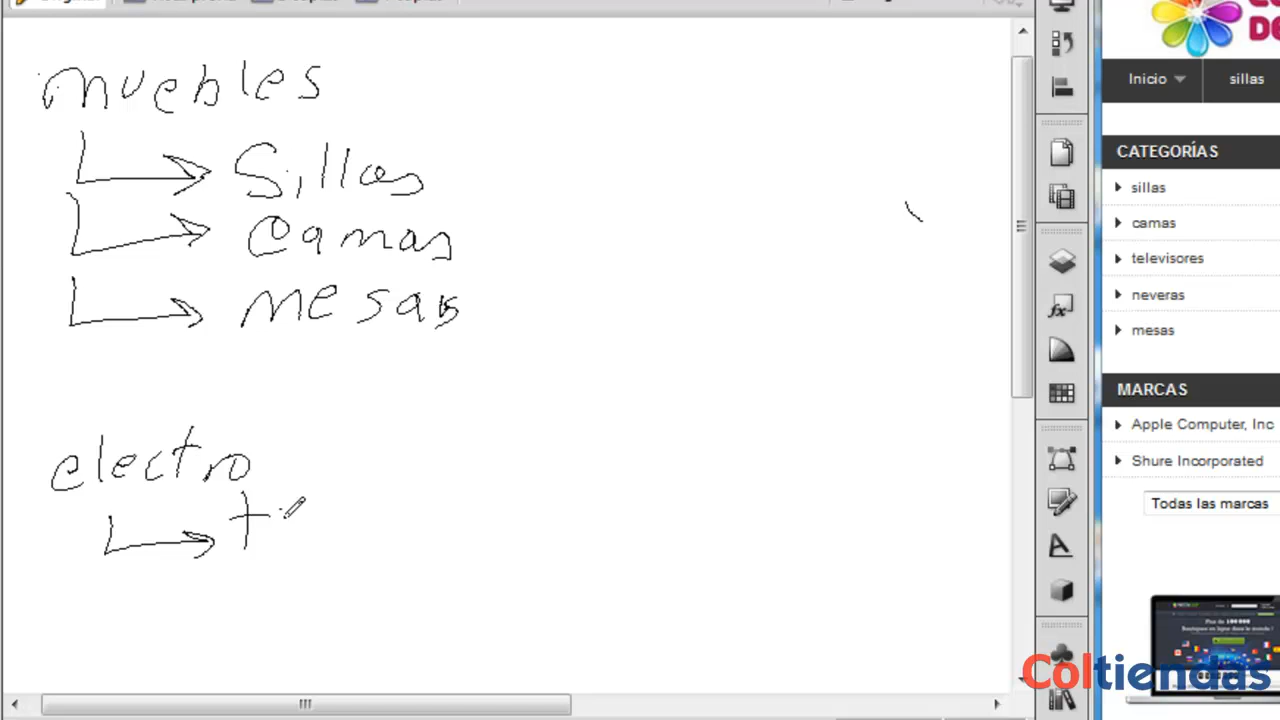 muebles
Sillas
camas
mesas
electro
t
Inicio
sillas
CATEGORÍAS
sillas
camas
televisores
neveras
mesas
MARCAS
Apple Computer, Inc
Shure Incorporated
Todas las marcas
Coltiendas